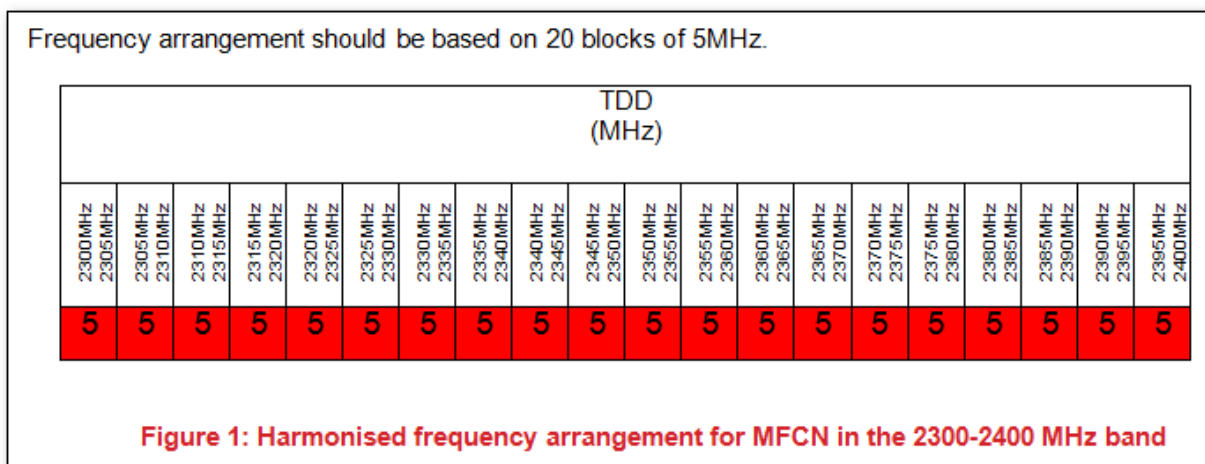 Frequency arrangement should be based on 20 blocks of 5MHz.
TDD
(MHz)
2300MHz
2305MHz
2305MHz
2310MHz
2310MHz
2315MHz
2315MHz
2320MHz
2320MHz
2325MHz
2325MHz
2330MHz
2330MHz
2335MHz
2335MHz
2340MHz
2340MHz
2345MHz
2345MHz
2350MHz
2350MHz
2355MHz
2355MHz
2360MHz
2360MHz
2365MHz
2365MHz
2370MHz
2370MHz
2375MHz
2375MHz
2380MHz
2380MHz
2385MHz
2385MHz
2390MHz
2390MHz
2395MHz
2395MHz
2400MHz
5 5 5 5 5 5 5 5 5 5 5 5 5 5 5 5 5 5 5 5
Figure 1: Harmonised frequency arrangement for MFCN in the 2300-2400 MHz band